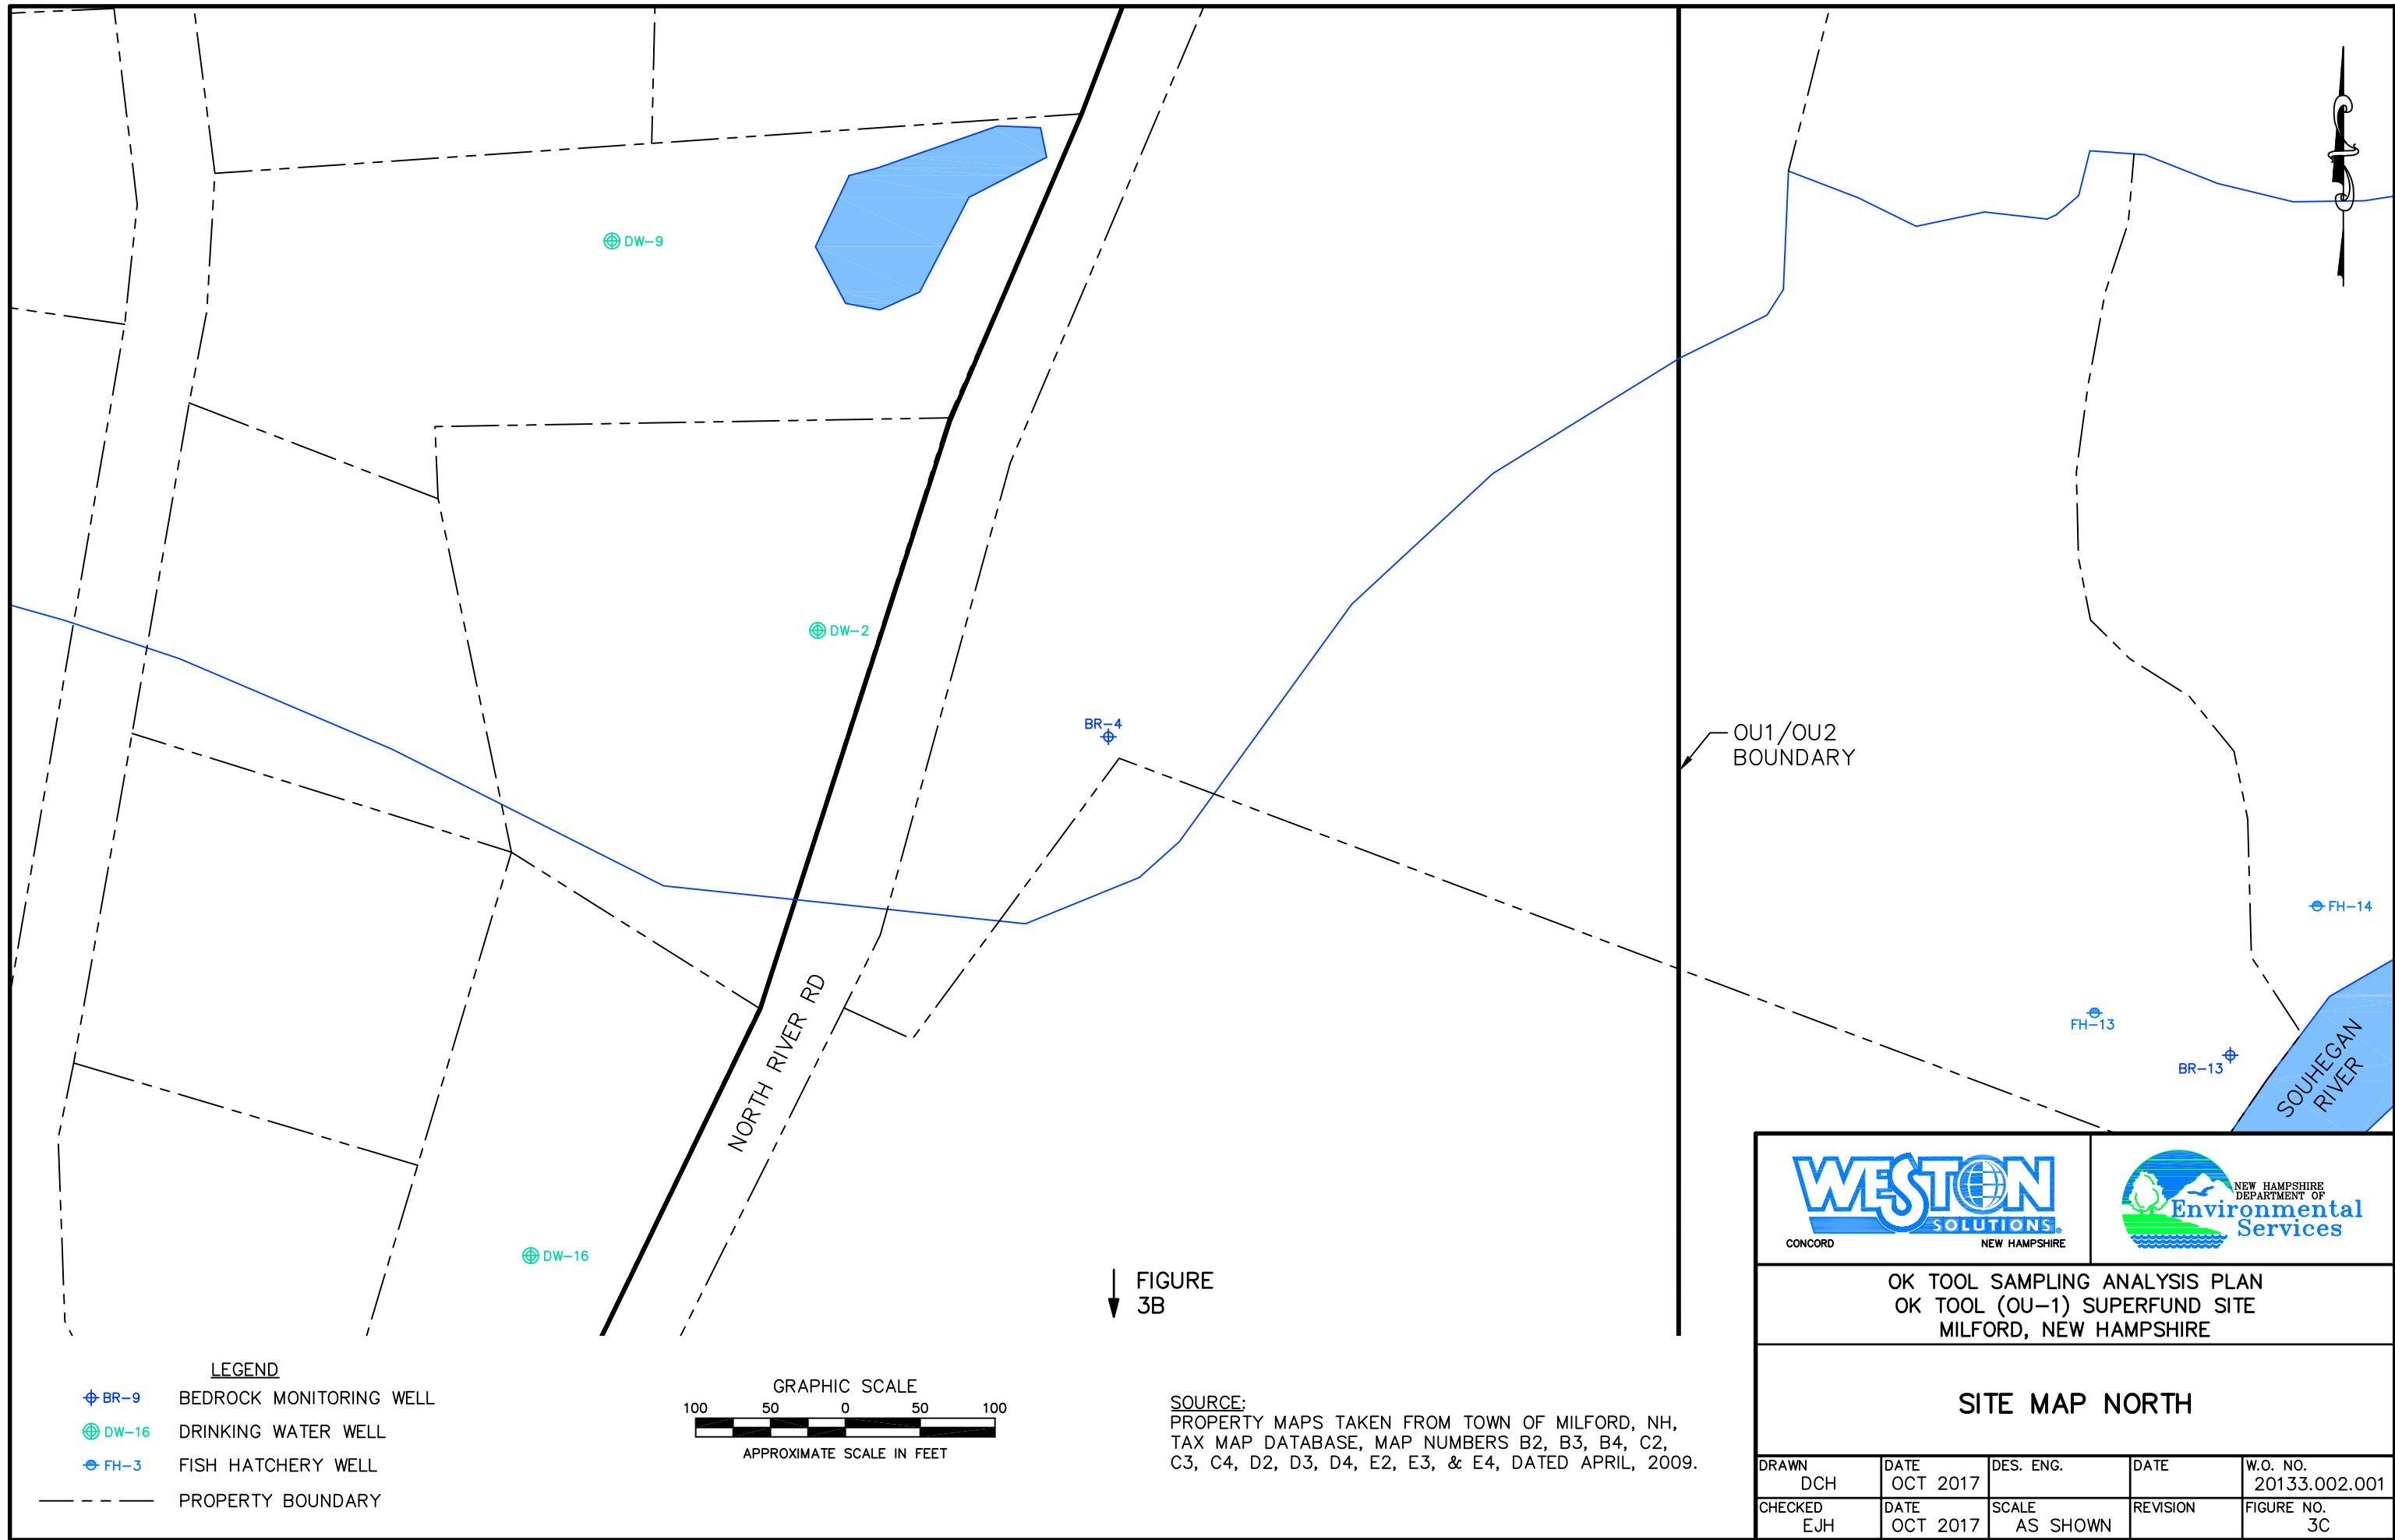 DW-9
DW-2
BR-4
OU1/OU2
BOUNDARY
FH-14
FH-13
BR-13
SOUHEGAN
RIVER
NORTH RIVER RD
DW-16
FIGURE
3B
LEGEND
BR-9 BEDROCK MONITORING WELL
DW-16 DRINKING WATER WELL
FH-3 FISH HATCHERY WELL
PROPERTY BOUNDARY
GRAPHIC SCALE
100 50 0 50 100
APPROXIMATE SCALE IN FEET
SOURCE:
PROPERTY MAPS TAKEN FROM TOWN OF MILFORD, NH,
TAX MAP DATABASE, MAP NUMBERS B2, B3, B4, C2,
C3, C4, D2, D3, D4, E2, E3, & E4, DATED APRIL, 2009.
WESTON
SOLUTIONS®
CONCORD NEW HAMPSHIRE
NEW HAMPSHIRE
DEPARTMENT OF
Environmental
Services
OK TOOL SAMPLING ANALYSIS PLAN
OK TOOL (OU-1) SUPERFUND SITE
MILFORD, NEW HAMPSHIRE
SITE MAP NORTH
DRAWN DATE DES. ENG. DATE W.O. NO.
DCH OCT 2017 20133.002.001
CHECKED DATE SCALE REVISION FIGURE NO.
EJH OCT 2017 AS SHOWN 3C